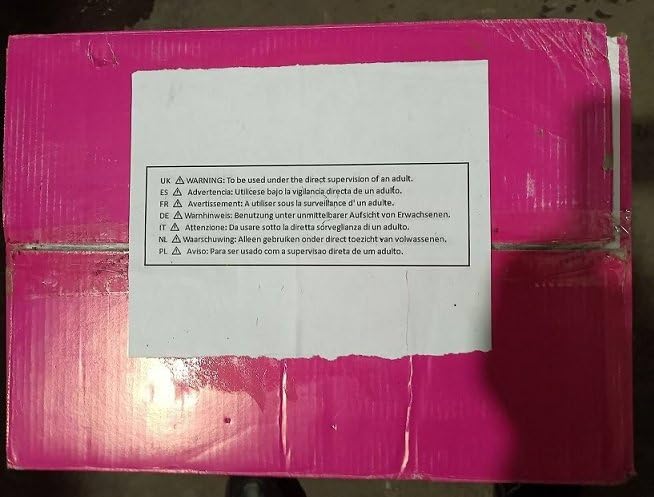 UK ⚠ WARNING: To be used under the direct supervision of an adult.
ES ⚠ Advertencia: Utilícese bajo la vigilancia directa de un adulto.
FR ⚠ Avertissement: A utiliser sous la surveillance d' un adulte.
DE ⚠ Warnhinweis: Benutzung unter unmittelbarer Aufsicht von Erwachsenen.
IT ⚠ Attenzione: Da usare sotto la diretta sorveglianza di un adulto.
NL ⚠ Waarschuwing: Alleen gebruiken onder direct toezicht van volwassenen.
PL ⚠ Aviso: Para ser usado com a supervisao direta de um adulto.